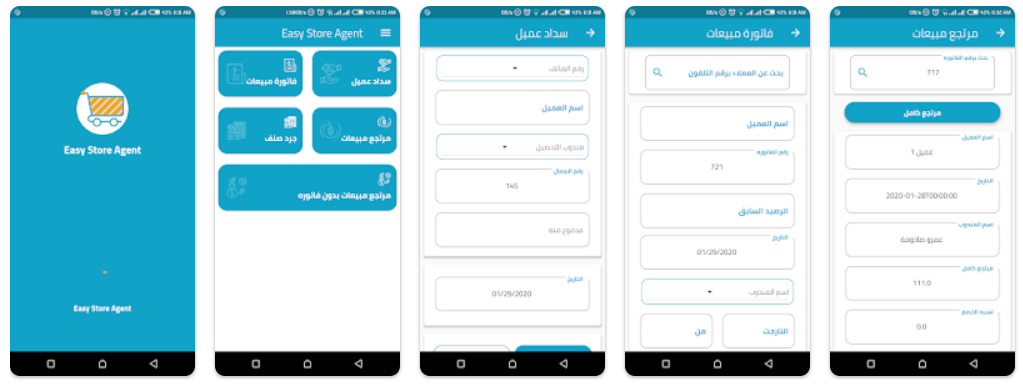 Easy Store Agent
Easy Store Agent
Easy Store Agent
سداد عميل
فاتورة مبيعات
مرتجع مبيعات
جرد صنف
مرتجع مبيعات بدون فاتوره
سداد عميل
رقم الهاتف
اسم العميل
مندوب التحصيل
رقم الايصال
145
مدفوع منه
التاريخ
01/29/2020
فاتورة مبيعات
بحث عن العملاء برقم التلفون
اسم العميل
رقم الفاتوره
721
الرصيد السابق
التاريخ
01/29/2020
اسم المندوب
التارجت
من
مرتجع مبيعات
بحث برقم الفاتوره
717
مرتجع كامل
اسم العميل
عميل 1
التاريخ
2020-01-28T00:00:00
اسم المندوب
مرتجع كامل
111.0
نسبه الخصم
0.0